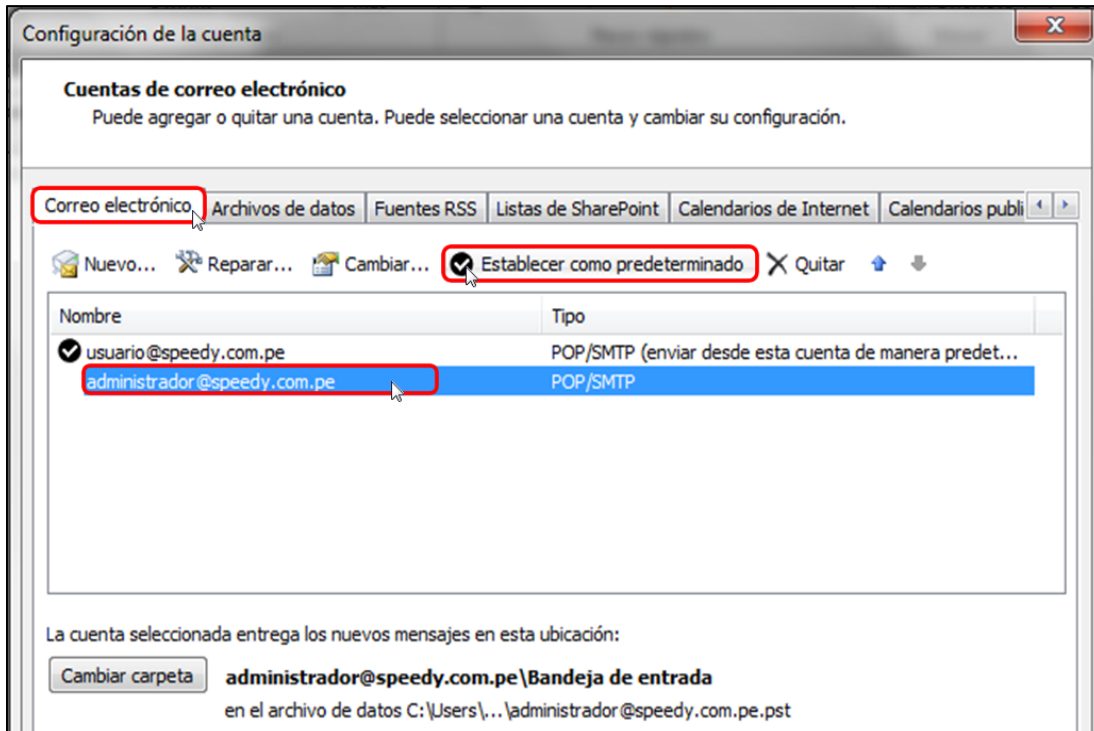 Configuración de la cuenta
Cuentas de correo electrónico
Puede agregar o quitar una cuenta. Puede seleccionar una cuenta y cambiar su configuración.
Correo electrónico Archivos de datos Fuentes RSS Listas de SharePoint Calendarios de Internet Calendarios publi
Nuevo... Reparar... Cambiar... Establecer como predeterminado Quitar
Nombre Tipo
usuario@speedy.com.pe POP/SMTP (enviar desde esta cuenta de manera predet...
administrador@speedy.com.pe POP/SMTP
La cuenta seleccionada entrega los nuevos mensajes en esta ubicación:
Cambiar carpeta administrador@speedy.com.pe\Bandeja de entrada
en el archivo de datos C:\Users\...\administrador@speedy.com.pe.pst